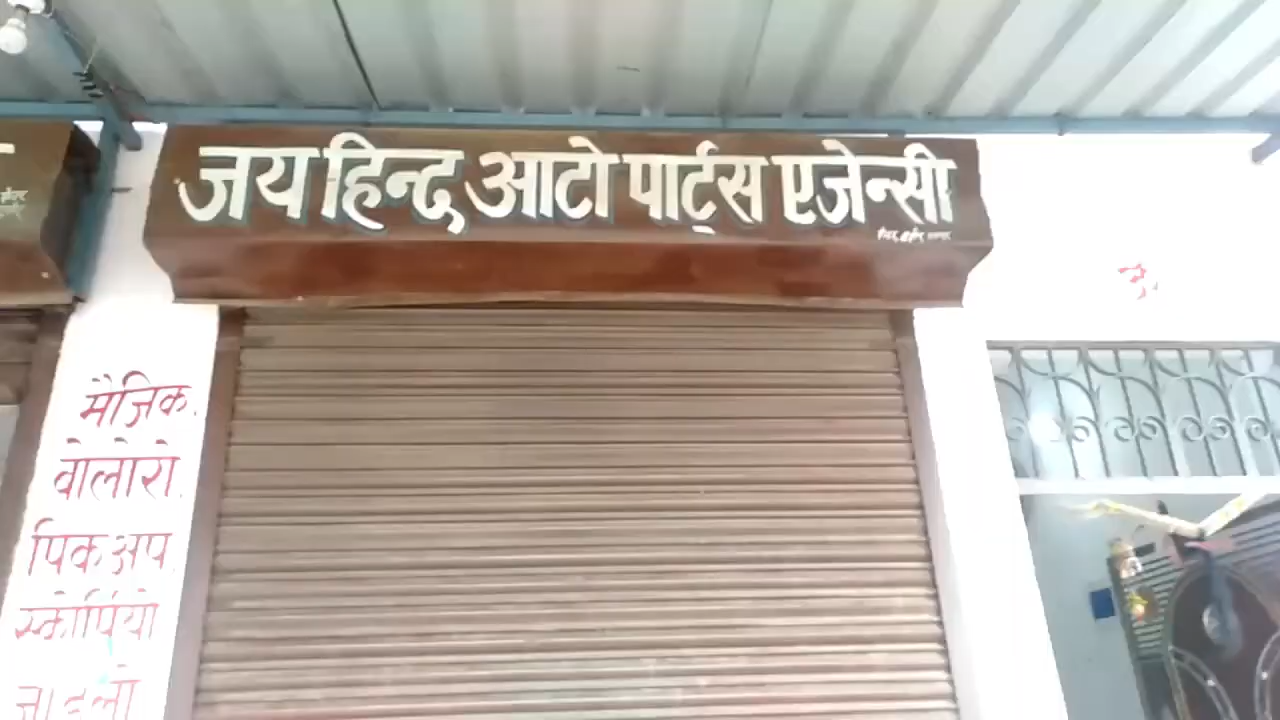 जय हिन्द आटो पार्ट्स एजेन्सी
मैजिक
वोलोरो
पिकअप
स्कोर्पियो